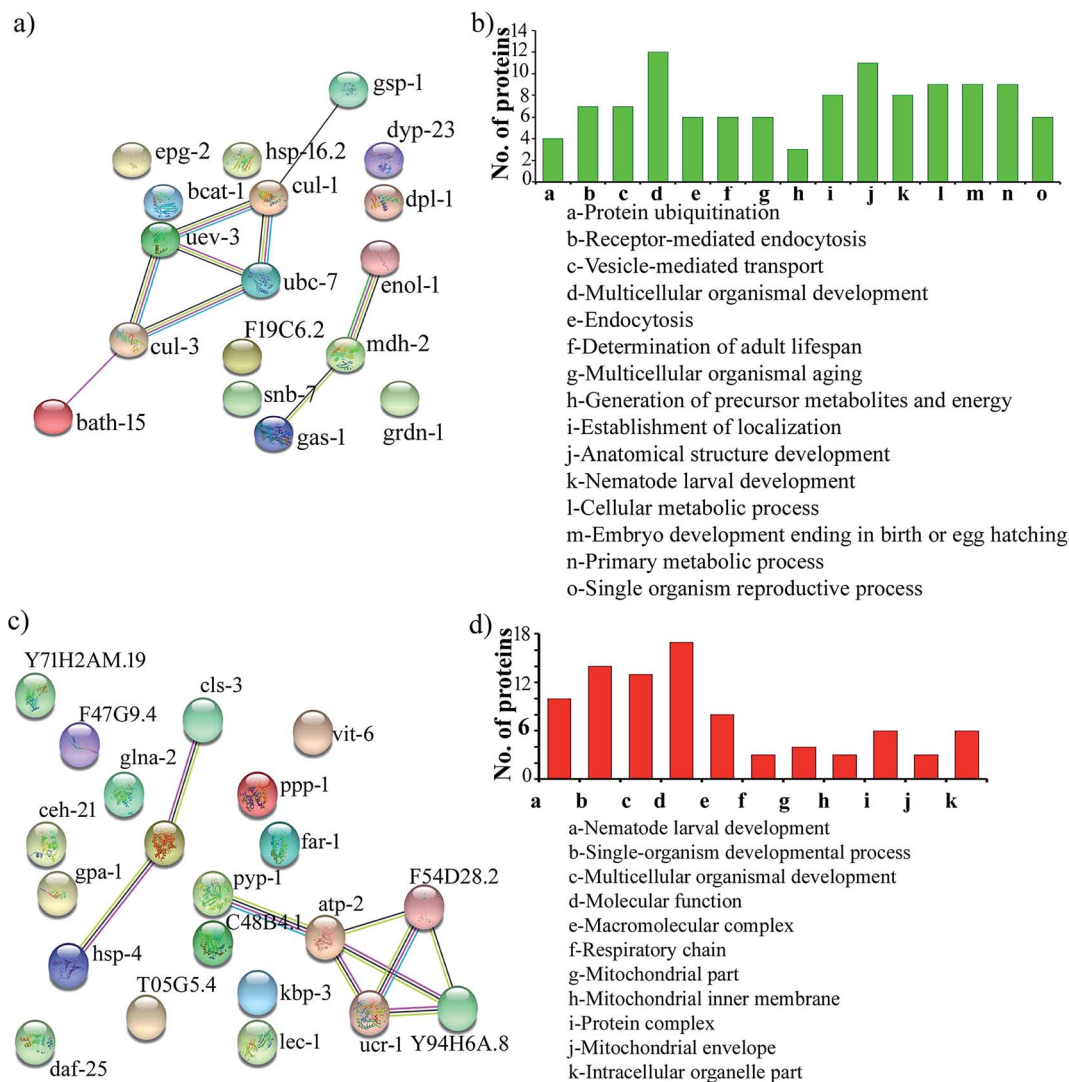 a)
gsp-1
dyp-23
epg-2
hsp-16.2
cul-1
bcat-1
dpl-1
uev-3
ubc-7
enol-1
F19C6.2
cul-3
mdh-2
snb-7
bath-15
gas-1
grdn-1
b)
No. of proteins
14
12
10
8
6
4
2
0
a b c d e f g h i j k l m n o
a-Protein ubiquitination
b-Receptor-mediated endocytosis
c-Vesicle-mediated transport
d-Multicellular organismal development
e-Endocytosis
f-Determination of adult lifespan
g-Multicellular organismal aging
h-Generation of precursor metabolites and energy
i-Establishment of localization
j-Anatomical structure development
k-Nematode larval development
l-Cellular metabolic process
m-Embryo development ending in birth or egg hatching
n-Primary metabolic process
o-Single organism reproductive process
c)
Y71H2AM.19
cls-3
F47G9.4
vit-6
glna-2
ppp-1
ceh-21
far-1
gpa-1
pyp-1
F54D28.2
atp-2
C48B4.1
hsp-4
T05G5.4
kbp-3
lec-1
ucr-1
Y94H6A.8
daf-25
d)
No. of proteins
18
12
6
0
a b c d e f g h i j k
a-Nematode larval development
b-Single-organism developmental process
c-Multicellular organismal development
d-Molecular function
e-Macromolecular complex
f-Respiratory chain
g-Mitochondrial part
h-Mitochondrial inner membrane
i-Protein complex
j-Mitochondrial envelope
k-Intracellular organelle part